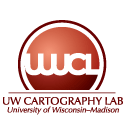 UWCL
UW CARTOGRAPHY LAB
University of Wisconsin–Madison